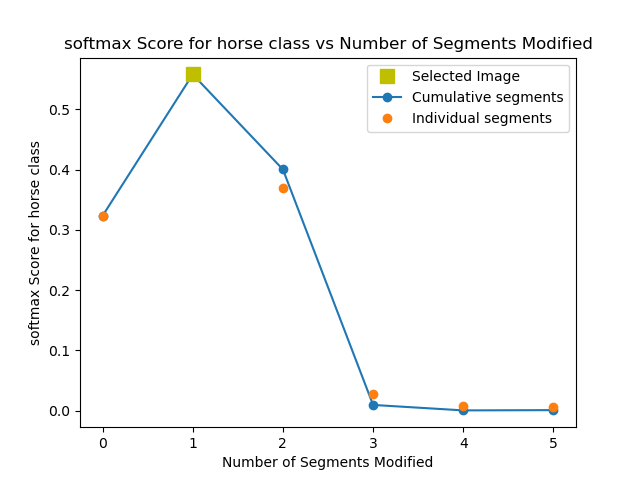 softmax Score for horse class vs Number of Segments Modified
Selected Image
Cumulative segments
Individual segments
softmax Score for horse class
0.5
0.4
0.3
0.2
0.1
0.0
0 1 2 3 4 5
Number of Segments Modified